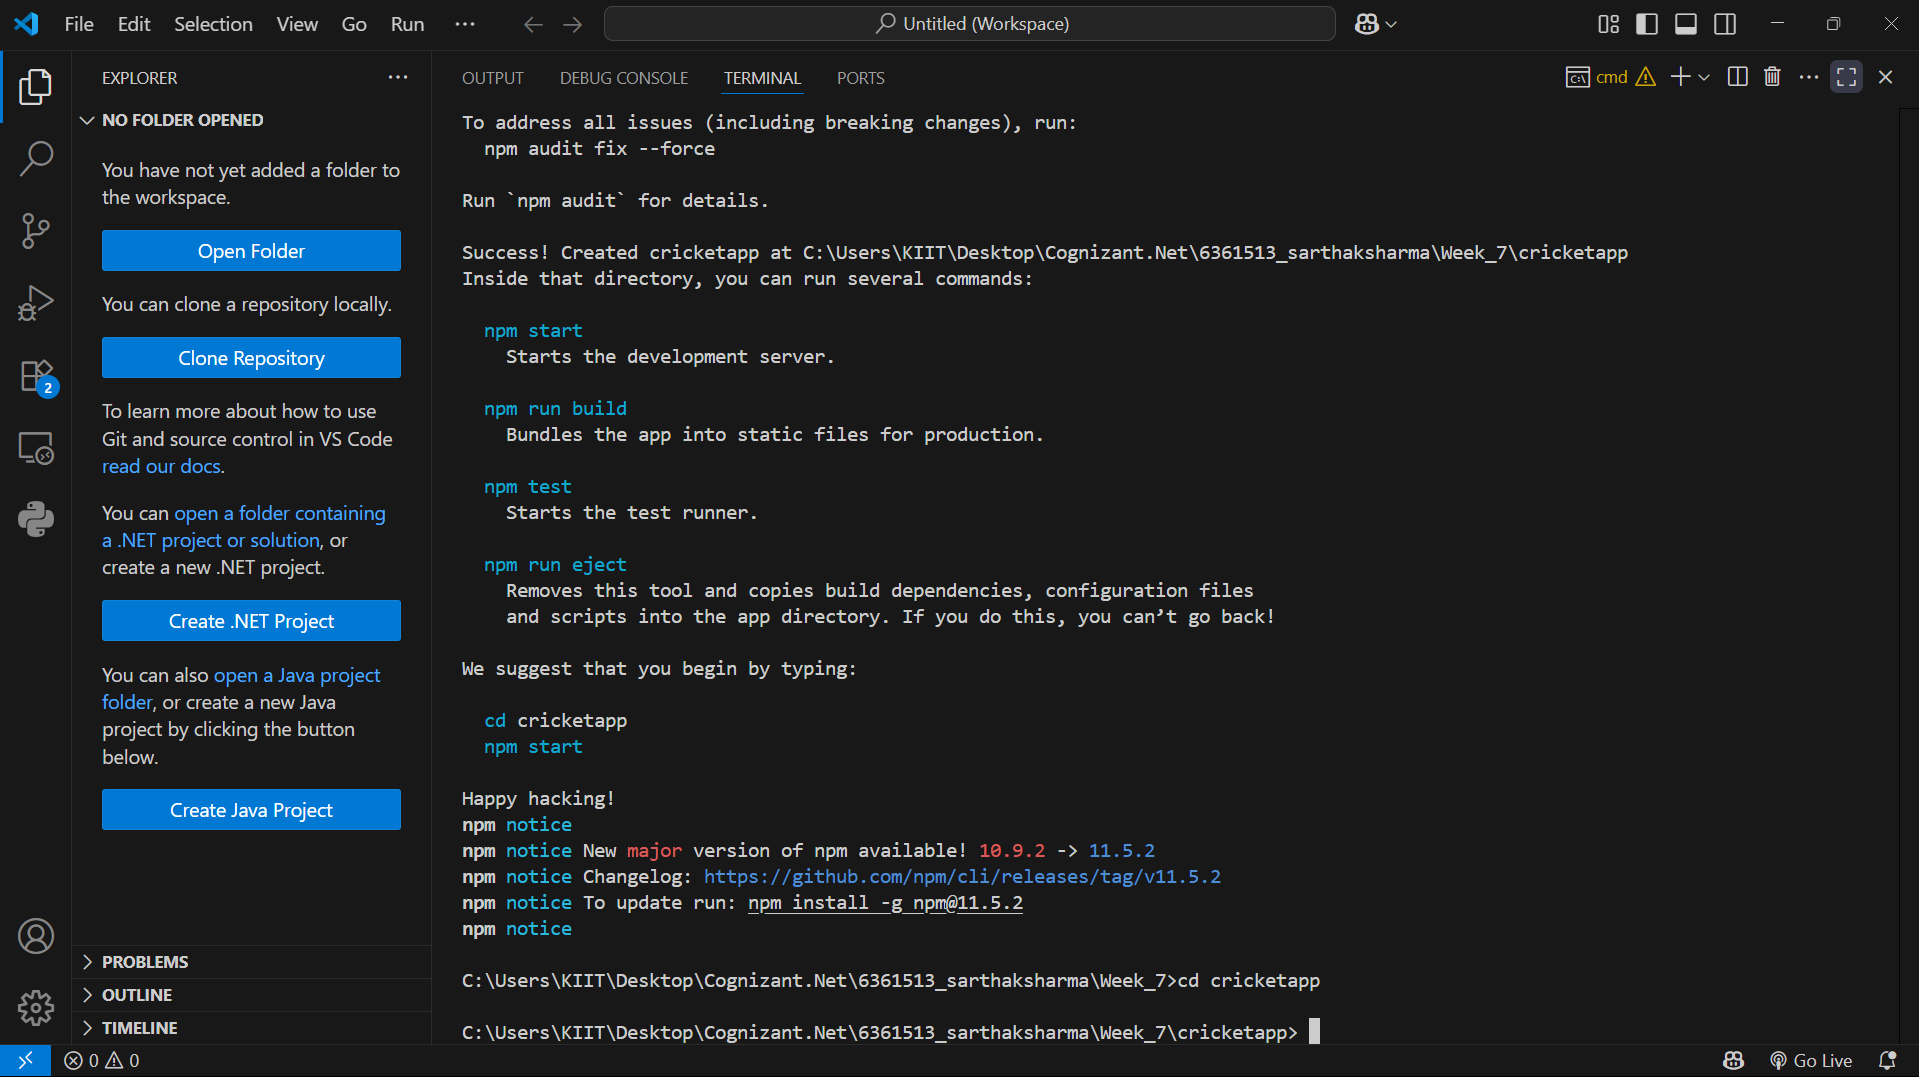 File Edit Selection View Go Run ··· Untitled (Workspace)
EXPLORER ···
NO FOLDER OPENED
You have not yet added a folder to
the workspace.
Open Folder
You can clone a repository locally.
Clone Repository
2
To learn more about how to use
Git and source control in VS Code
read our docs.
You can open a folder containing
a .NET project or solution, or
create a new .NET project.
Create .NET Project
You can also open a Java project
folder, or create a new Java
project by clicking the button
below.
Create Java Project
PROBLEMS
OUTLINE
TIMELINE
OUTPUT DEBUG CONSOLE TERMINAL PORTS cmd
To address all issues (including breaking changes), run:
npm audit fix --force
Run `npm audit` for details.
Success! Created cricketapp at C:\Users\KIIT\Desktop\Cognizant.Net\6361513_sarthaksharma\Week_7\cricketapp
Inside that directory, you can run several commands:
npm start
Starts the development server.
npm run build
Bundles the app into static files for production.
npm test
Starts the test runner.
npm run eject
Removes this tool and copies build dependencies, configuration files
and scripts into the app directory. If you do this, you can’t go back!
We suggest that you begin by typing:
cd cricketapp
npm start
Happy hacking!
npm notice
npm notice New major version of npm available! 10.9.2 -> 11.5.2
npm notice Changelog: https://github.com/npm/cli/releases/tag/v11.5.2
npm notice To update run: npm install -g npm@11.5.2
npm notice
C:\Users\KIIT\Desktop\Cognizant.Net\6361513_sarthaksharma\Week_7>cd cricketapp
C:\Users\KIIT\Desktop\Cognizant.Net\6361513_sarthaksharma\Week_7\cricketapp>
0 0 Go Live